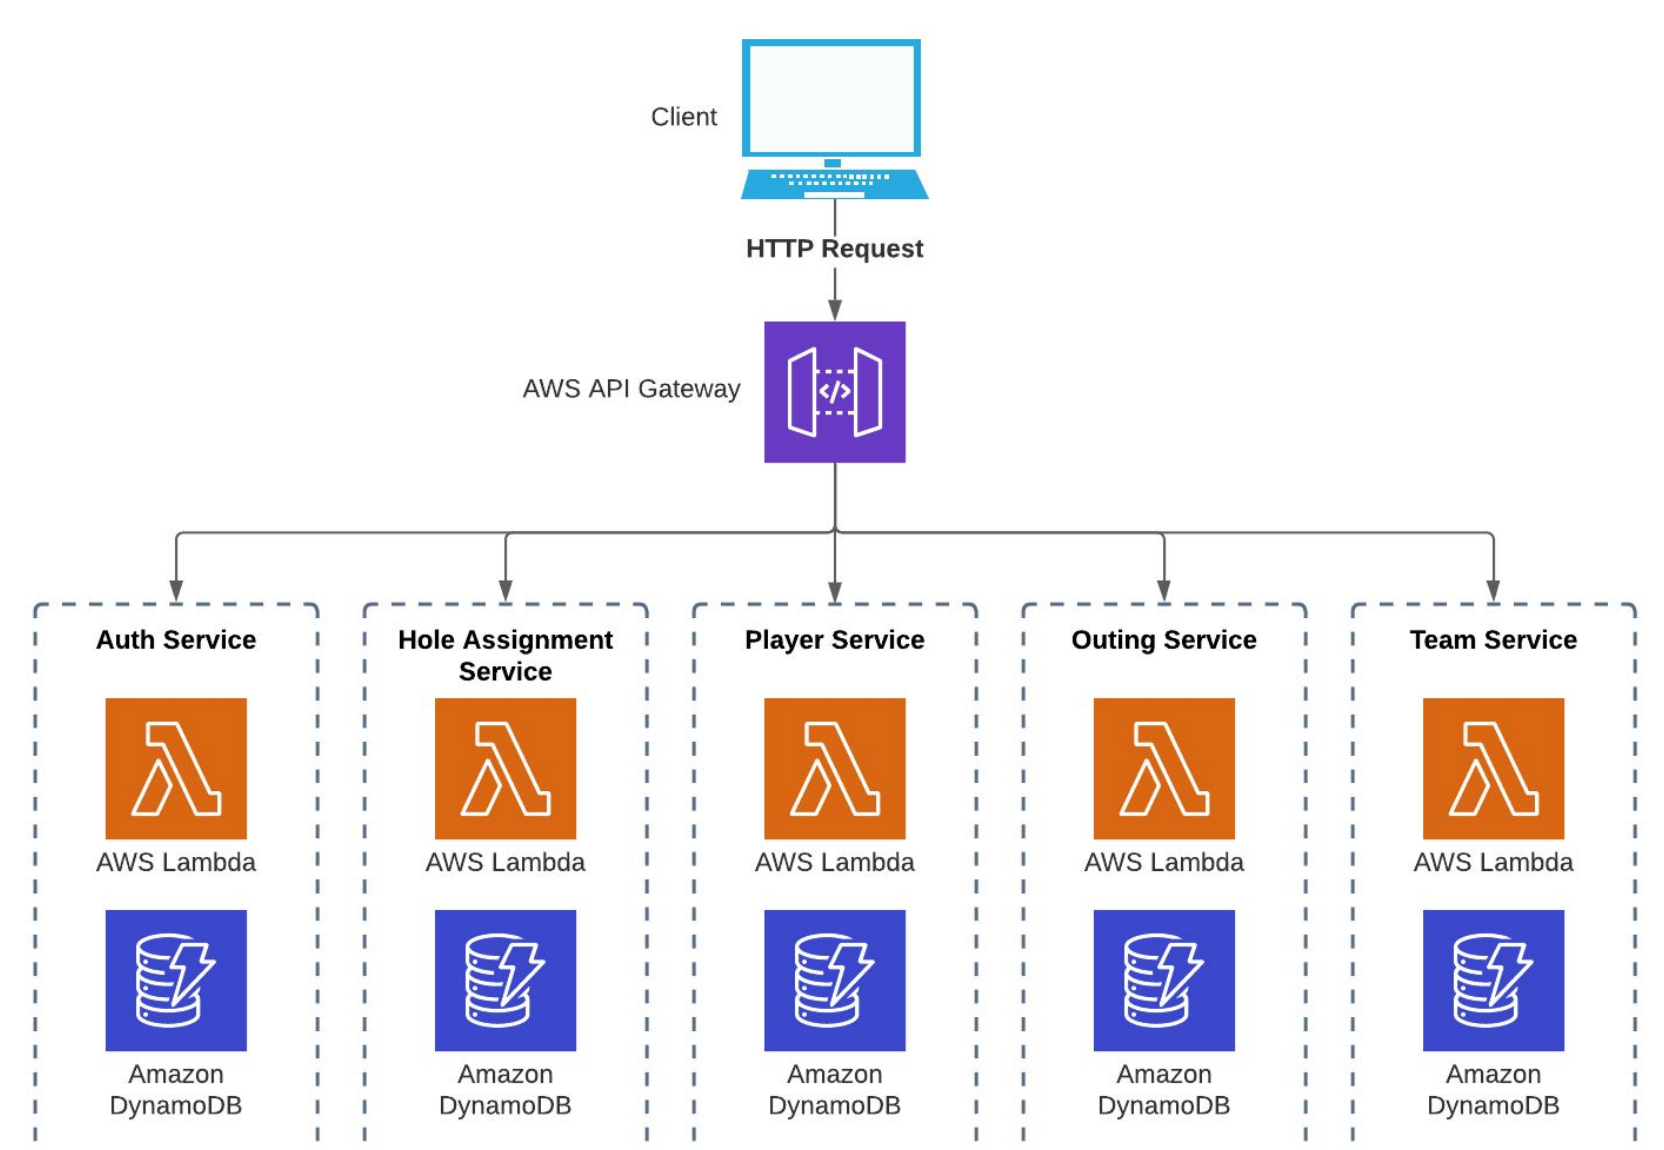 Client
HTTP Request
AWS API Gateway
Auth Service
Hole Assignment
Service
Player Service
Outing Service
Team Service
AWS Lambda
AWS Lambda
AWS Lambda
AWS Lambda
AWS Lambda
Amazon
DynamoDB
Amazon
DynamoDB
Amazon
DynamoDB
Amazon
DynamoDB
Amazon
DynamoDB